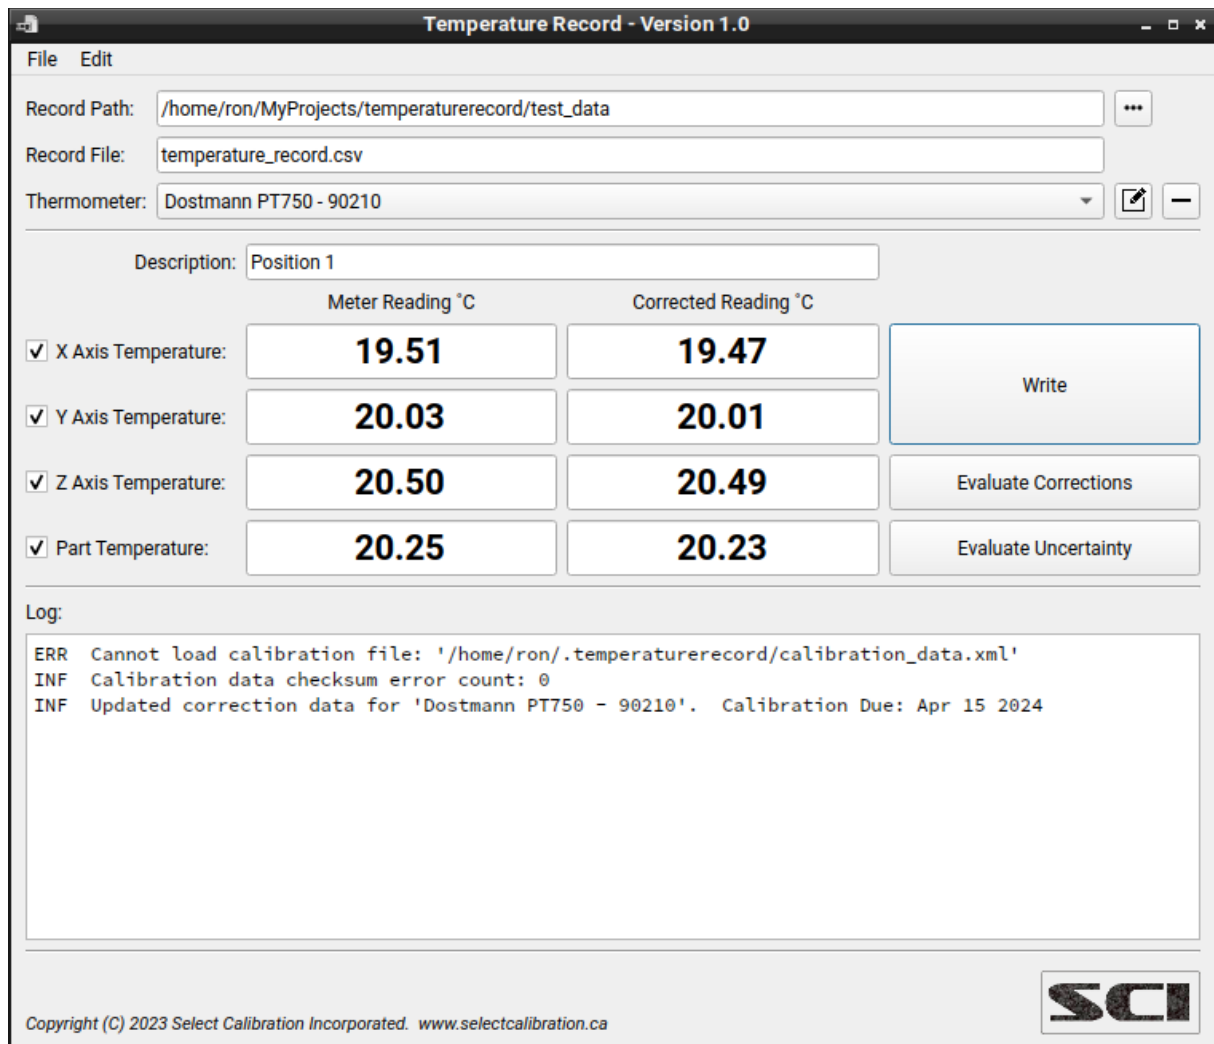 Temperature Record - Version 1.0
File Edit
Record Path: /home/ron/MyProjects/temperaturerecord/test_data
Record File: temperature_record.csv
Thermometer: Dostmann PT750 - 90210
Description: Position 1
Meter Reading ˚C Corrected Reading ˚C
X Axis Temperature: 19.51 19.47
Write
Y Axis Temperature: 20.03 20.01
Z Axis Temperature: 20.50 20.49 Evaluate Corrections
Part Temperature: 20.25 20.23 Evaluate Uncertainty
Log:
ERR Cannot load calibration file: '/home/ron/.temperaturerecord/calibration_data.xml'
INF Calibration data checksum error count: 0
INF Updated correction data for 'Dostmann PT750 - 90210'. Calibration Due: Apr 15 2024
SCI
Copyright (C) 2023 Select Calibration Incorporated. www.selectcalibration.ca